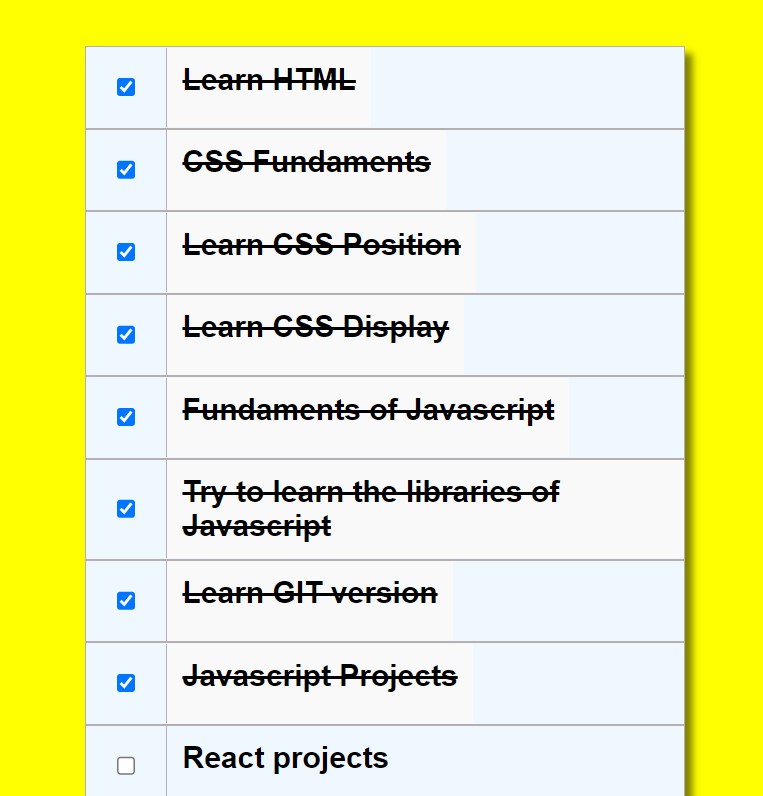 Learn HTML
CSS Fundaments
Learn CSS Position
Learn CSS Display
Fundaments of Javascript
Try to learn the libraries of
Javascript
Learn GIT version
Javascript Projects
React projects